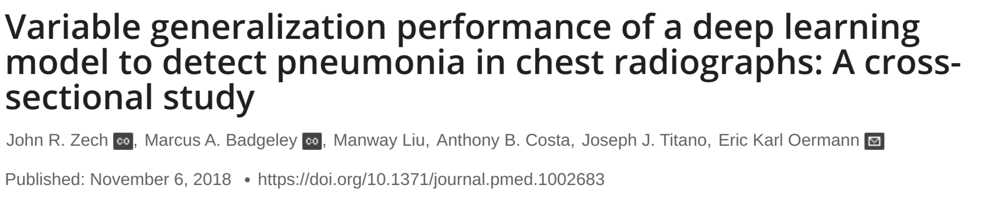 Variable generalization performance of a deep learning
model to detect pneumonia in chest radiographs: A cross-
sectional study
John R. Zech co, Marcus A. Badgeley co, Manway Liu, Anthony B. Costa, Joseph J. Titano, Eric Karl Oermann
Published: November 6, 2018 • https://doi.org/10.1371/journal.pmed.1002683